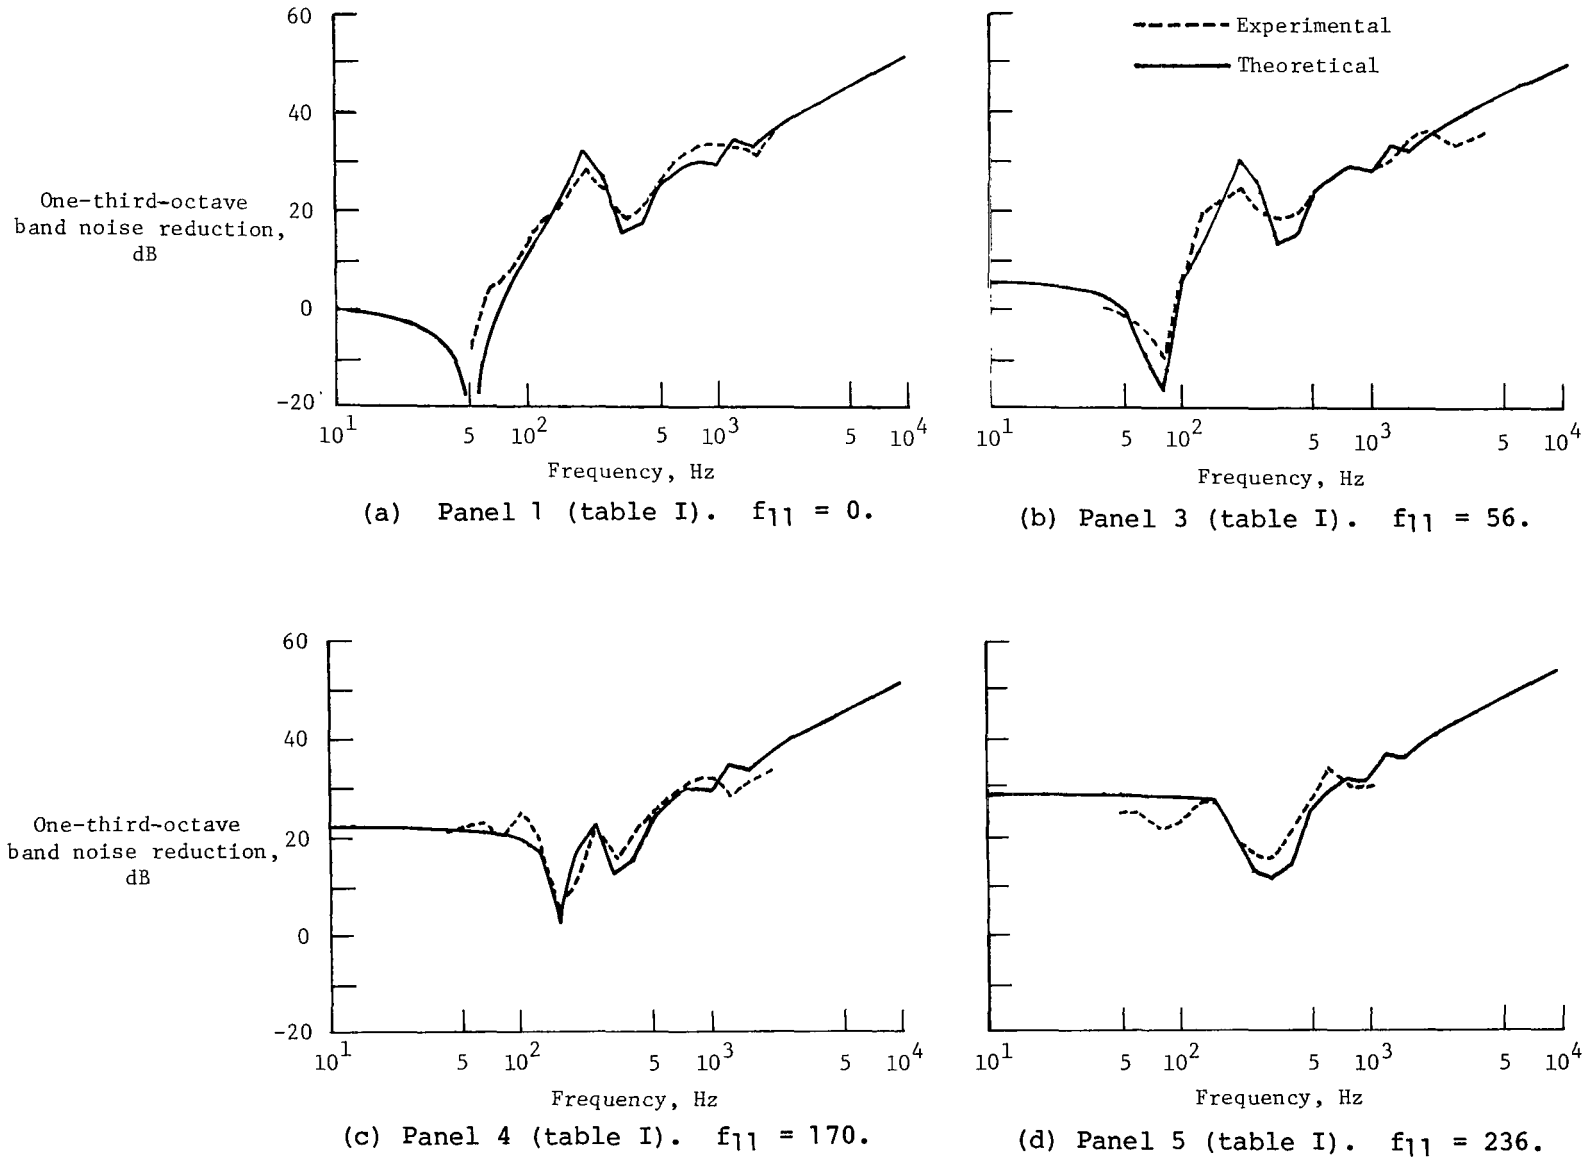 60
40
20
0
-20
One-third-octave
band noise reduction,
dB
10^1 5 10^2 5 10^3 5 10^4
Frequency, Hz
(a) Panel 1 (table I). f11 = 0.
Experimental
Theoretical
10^1 5 10^2 5 10^3 5 10^4
Frequency, Hz
(b) Panel 3 (table I). f11 = 56.
60
40
20
0
-20
One-third-octave
band noise reduction,
dB
10^1 5 10^2 5 10^3 5 10^4
Frequency, Hz
(c) Panel 4 (table I). f11 = 170.
10^1 5 10^2 5 10^3 5 10^4
Frequency, Hz
(d) Panel 5 (table I). f11 = 236.